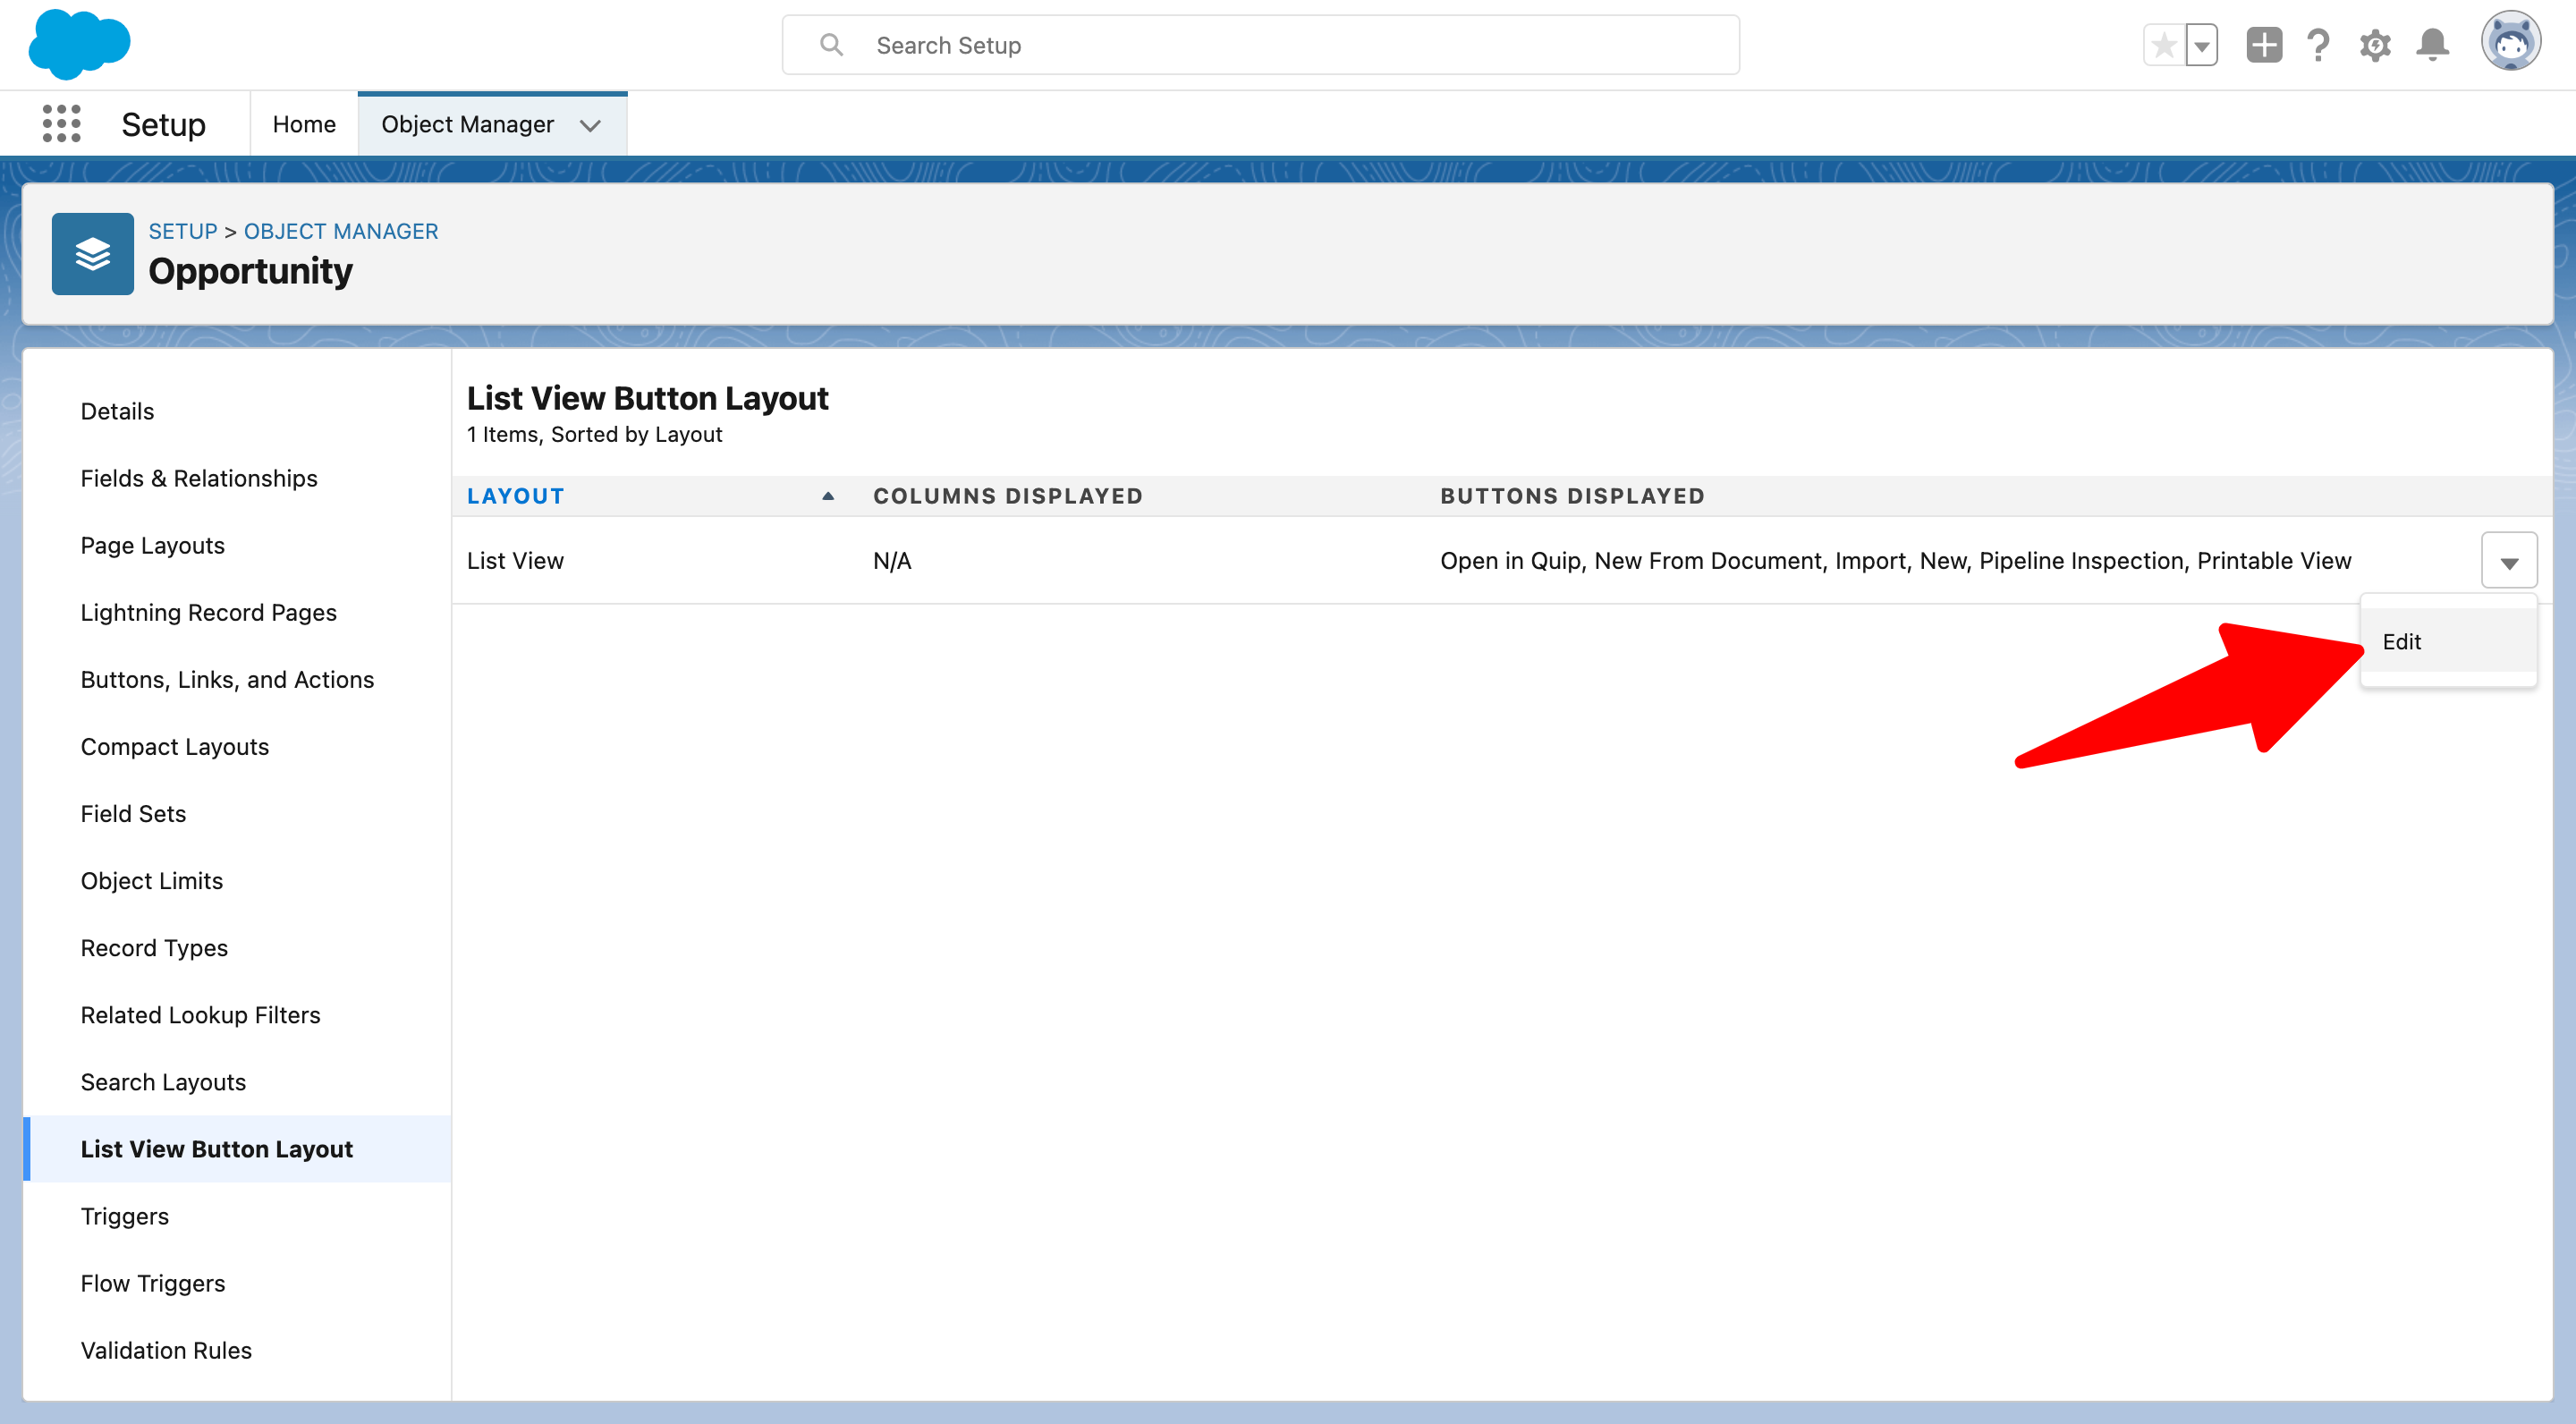 Search Setup
Setup
Home
Object Manager
SETUP > OBJECT MANAGER
Opportunity
Details
Fields & Relationships
Page Layouts
Lightning Record Pages
Buttons, Links, and Actions
Compact Layouts
Field Sets
Object Limits
Record Types
Related Lookup Filters
Search Layouts
List View Button Layout
Triggers
Flow Triggers
Validation Rules
List View Button Layout
1 Items, Sorted by Layout
LAYOUT COLUMNS DISPLAYED BUTTONS DISPLAYED
List View N/A Open in Quip, New From Document, Import, New, Pipeline Inspection, Printable View
Edit